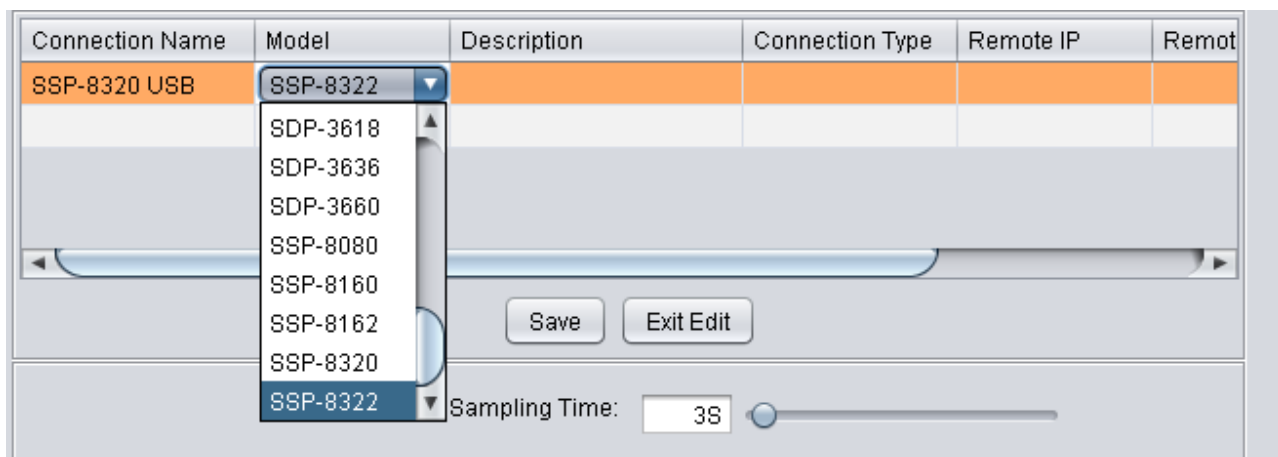 Connection Name Model Description Connection Type Remote IP Remot
SSP-8320 USB SSP-8322
SDP-3618
SDP-3636
SDP-3660
SSP-8080
SSP-8160
SSP-8162
SSP-8320
SSP-8322
Save Exit Edit
Sampling Time: 3S